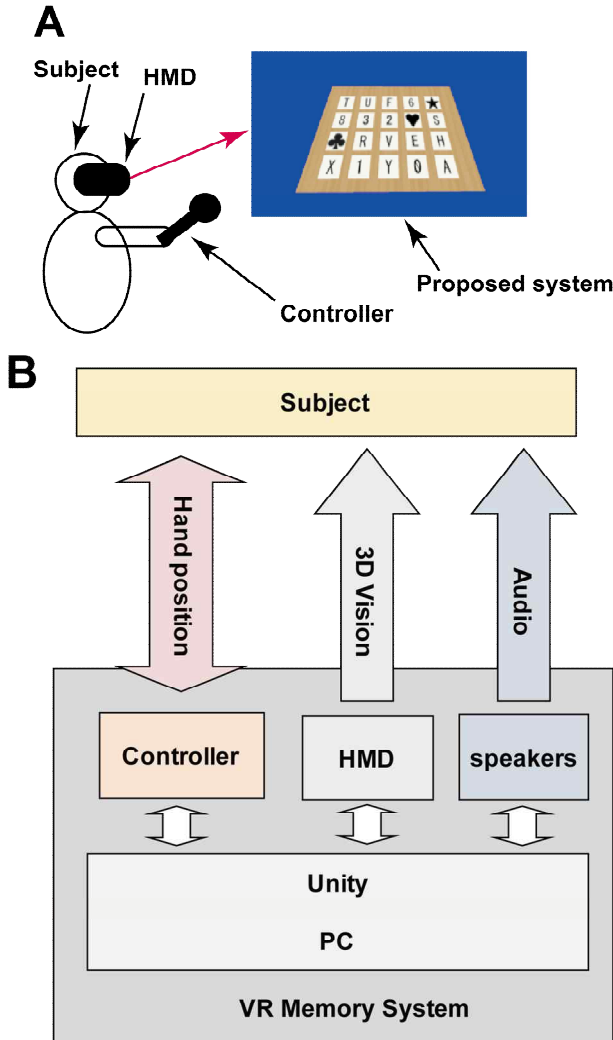 A
Subject
HMD
T U F 6 ★
8 3 2 ♥ S
♣ R V E H
X 1 Y 0 A
Proposed system
Controller
B
Subject
Hand position
3D Vision
Audio
Controller
HMD
speakers
Unity
PC
VR Memory System